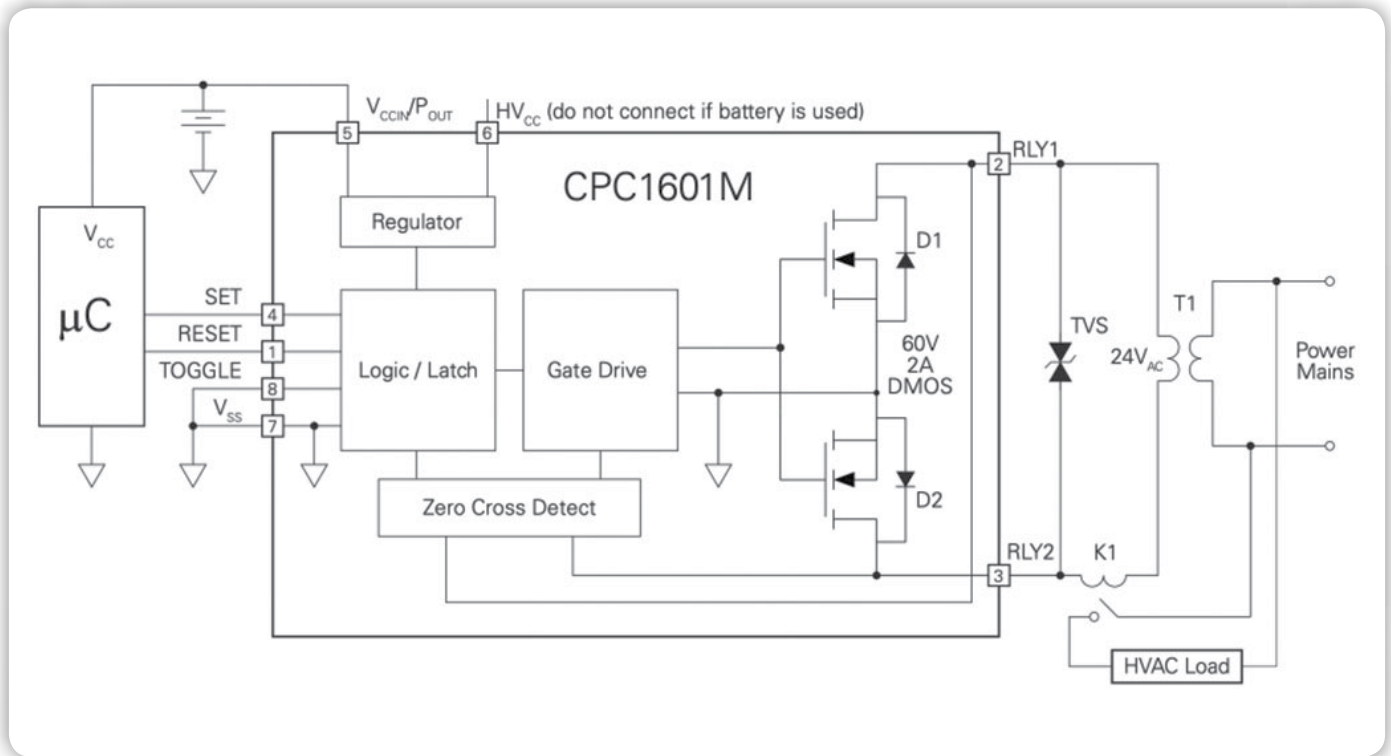 V_CCIN/P_OUT
HV_CC (do not connect if battery is used)
5
6
2
RLY1
CPC1601M
Regulator
V_CC
µC
SET
4
RESET
1
TOGGLE
8
V_SS
7
Logic / Latch
Gate Drive
Zero Cross Detect
D1
60V
2A
DMOS
D2
TVS
24V_AC
T1
Power
Mains
RLY2
3
K1
HVAC Load